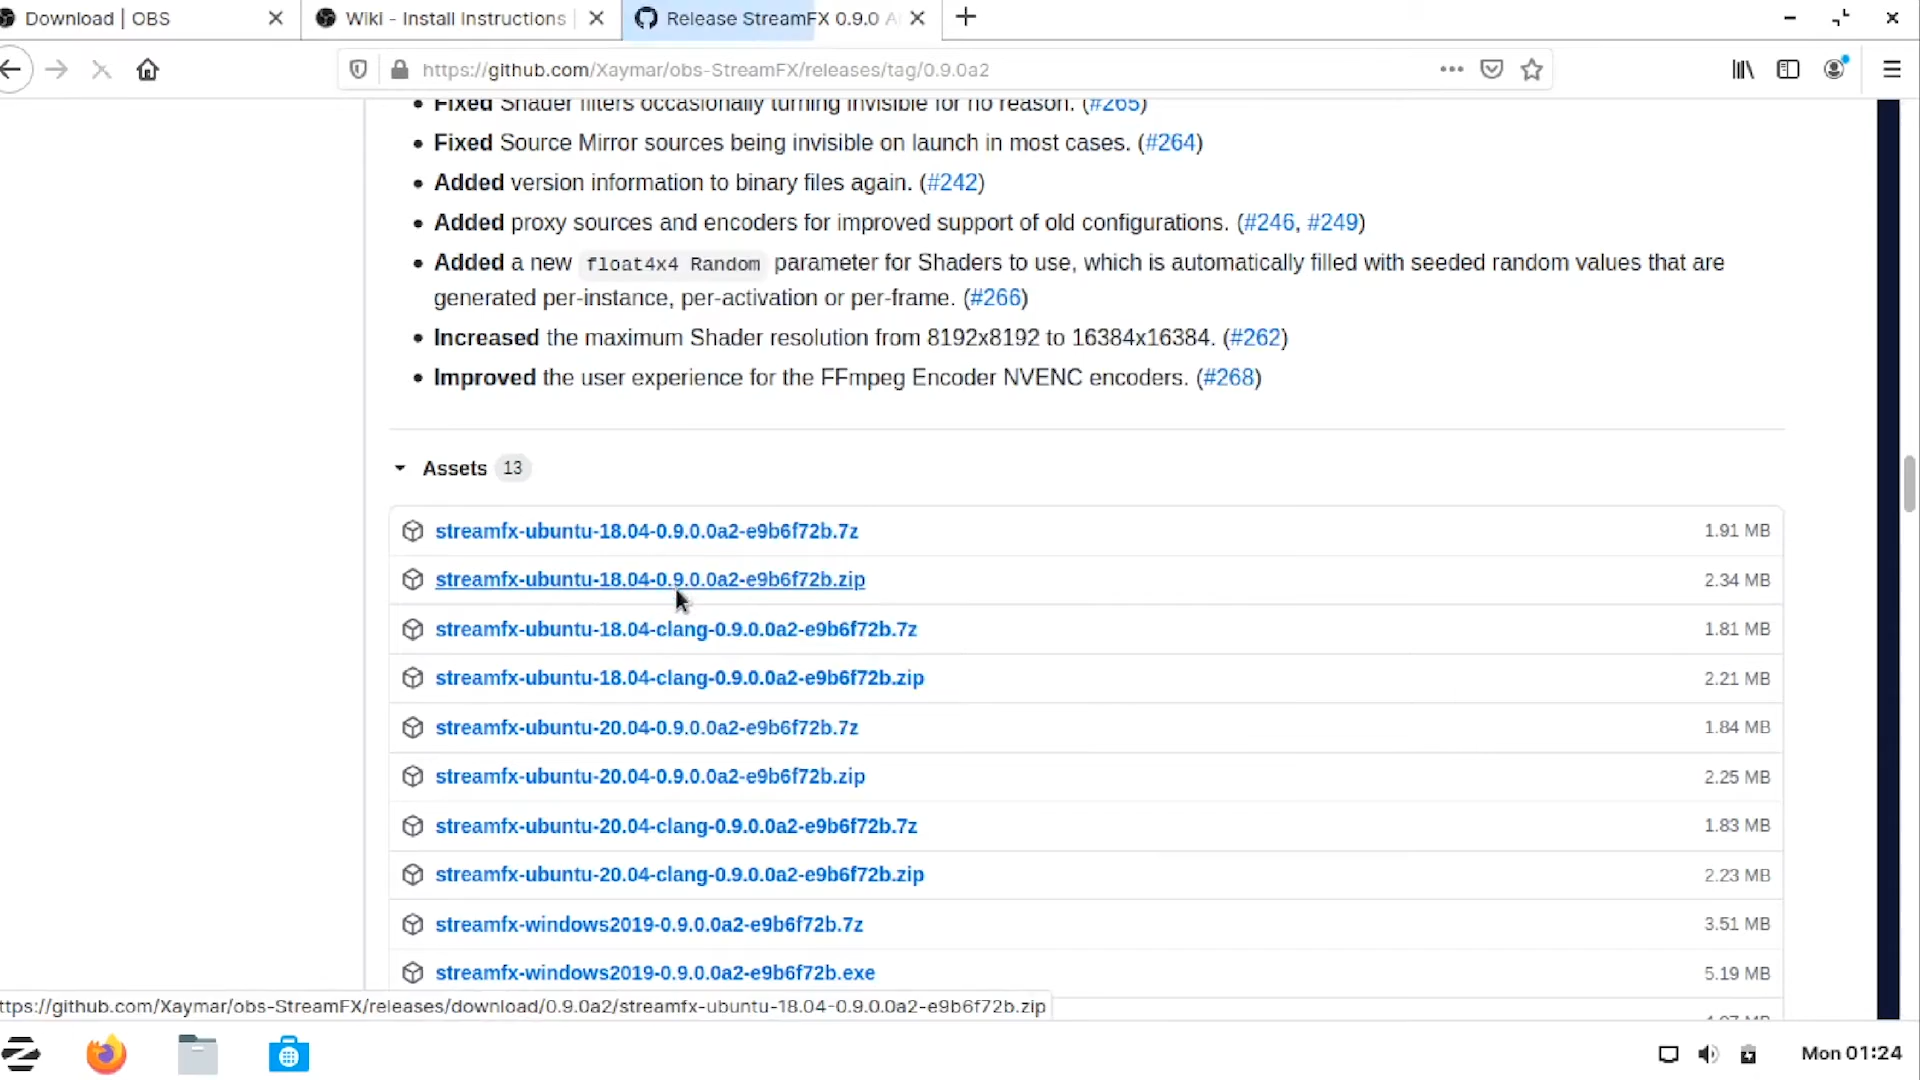 Download | OBS
Wiki - Install Instructions
Release StreamFX 0.9.0 A
https://github.com/Xaymar/obs-StreamFX/releases/tag/0.9.0a2
Fixed Shader filters occasionally turning invisible for no reason. (#265)
Fixed Source Mirror sources being invisible on launch in most cases. (#264)
Added version information to binary files again. (#242)
Added proxy sources and encoders for improved support of old configurations. (#246, #249)
Added a new float4x4 Random parameter for Shaders to use, which is automatically filled with seeded random values that are
generated per-instance, per-activation or per-frame. (#266)
Increased the maximum Shader resolution from 8192x8192 to 16384x16384. (#262)
Improved the user experience for the FFmpeg Encoder NVENC encoders. (#268)
Assets 13
streamfx-ubuntu-18.04-0.9.0.0a2-e9b6f72b.7z 1.91 MB
streamfx-ubuntu-18.04-0.9.0.0a2-e9b6f72b.zip 2.34 MB
streamfx-ubuntu-18.04-clang-0.9.0.0a2-e9b6f72b.7z 1.81 MB
streamfx-ubuntu-18.04-clang-0.9.0.0a2-e9b6f72b.zip 2.21 MB
streamfx-ubuntu-20.04-0.9.0.0a2-e9b6f72b.7z 1.84 MB
streamfx-ubuntu-20.04-0.9.0.0a2-e9b6f72b.zip 2.25 MB
streamfx-ubuntu-20.04-clang-0.9.0.0a2-e9b6f72b.7z 1.83 MB
streamfx-ubuntu-20.04-clang-0.9.0.0a2-e9b6f72b.zip 2.23 MB
streamfx-windows2019-0.9.0.0a2-e9b6f72b.7z 3.51 MB
streamfx-windows2019-0.9.0.0a2-e9b6f72b.exe 5.19 MB
ttps://github.com/Xaymar/obs-StreamFX/releases/download/0.9.0a2/streamfx-ubuntu-18.04-0.9.0.0a2-e9b6f72b.zip
Mon 01:24